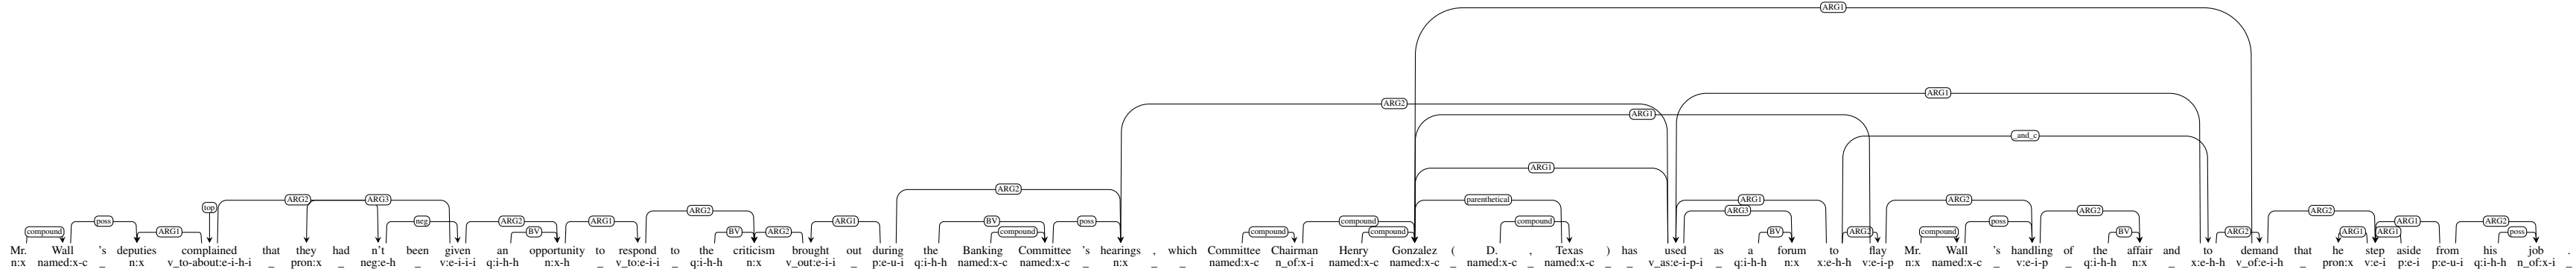 ARG1
ARG1
ARG2
ARG1
_and_c
ARG1
ARG2
ARG2 ARG3 parenthetical ARG1 ARG2
top ARG2 ARG3 ARG2 ARG2
poss neg ARG2 ARG1 ARG1 BV poss compound compound poss ARG1 ARG2
compound ARG1 BV BV ARG2 compound compound compound BV ARG2 compound BV ARG2 ARG1 ARG1 poss
Mr. Wall 's deputies complained that they had n't been given an opportunity to respond to the criticism brought out during the Banking Committee 's hearings , which Committee Chairman Henry Gonzalez ( D. , Texas ) has used as a forum to flay Mr. Wall 's handling of the affair and to demand that he step aside from his job .
n:x named:x-c _ n:x v_to-about:e-i-h-i _ pron:x _ neg:e-h _ v:e-i-i-i q:i-h-h n:x-h _ v_to:e-i-i _ q:i-h-h n:x v_out:e-i-i _ p:e-u-i q:i-h-h named:x-c named:x-c _ n:x _ _ named:x-c n_of:x-i named:x-c named:x-c _ named:x-c _ named:x-c _ _ v_as:e-i-p-i _ q:i-h-h n:x x:e-h-h v:e-i-p n:x named:x-c _ v:e-i-p _ q:i-h-h n:x _ x:e-h-h v_of:e-i-h _ pron:x v:e-i p:e-i p:e-u-i q:i-h-h n_of:x-i _